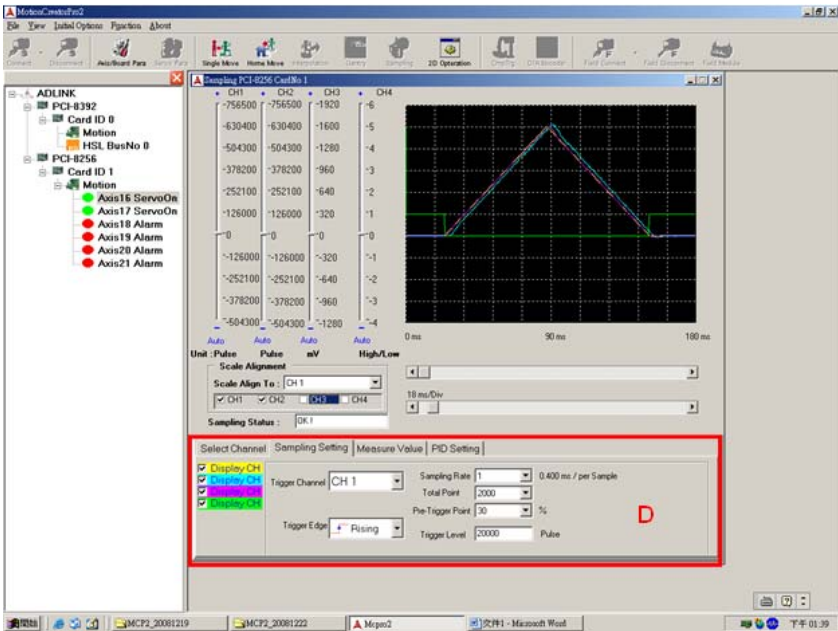 MotionCreatorPro2
File View Initial Options Function About
Connect Disconnect Axis/Board Para Servo Para Single Move Home Move Interpolation Gantry Sampling 2D Operation CmpTrg Field Connect Field Disconnect Field Module
ADLINK
PCI-8392
Card ID 0
Motion
HSL BusNo 0
PCI-8256
Card ID 1
Motion
Axis16 ServoOn
Axis17 ServoOn
Axis18 Alarm
Axis19 Alarm
Axis20 Alarm
Axis21 Alarm
Sampling PCI-8256 CardNo 1
CH1 CH2 CH3 CH4
756500 756500 1920 6
630400 630400 1600 5
504300 504300 1280 4
378200 378200 960 3
252100 252100 640 2
126000 126000 320 1
0 0 0 0
-126000 -126000 -320 -1
-252100 -252100 -640 -2
-378200 -378200 -960 -3
-504300 -504300 -1280 -4
Auto Auto Auto Auto
Unit : Pulse Pulse mV High/Low
0 ms 90 ms 180 ms
Scale Alignment
Scale Align To : CH 1
CH1 CH2 CH3 CH4
18 ms/Div
Sampling Status : OK !
Select Channel Sampling Setting Measure Value PID Setting
Display CH
Display CH
Display CH
Display CH
Trigger Channel CH 1
Trigger Edge Rising
Sampling Rate 1 0.400 ms / per Sample
Total Point 2000
Pre-Trigger Point 30 %
Trigger Level 20000 Pulse
D
開始 MCP2_20081219 MCP2_20081222 Mcpro2 文件1 - Microsoft Word 下午 01:39